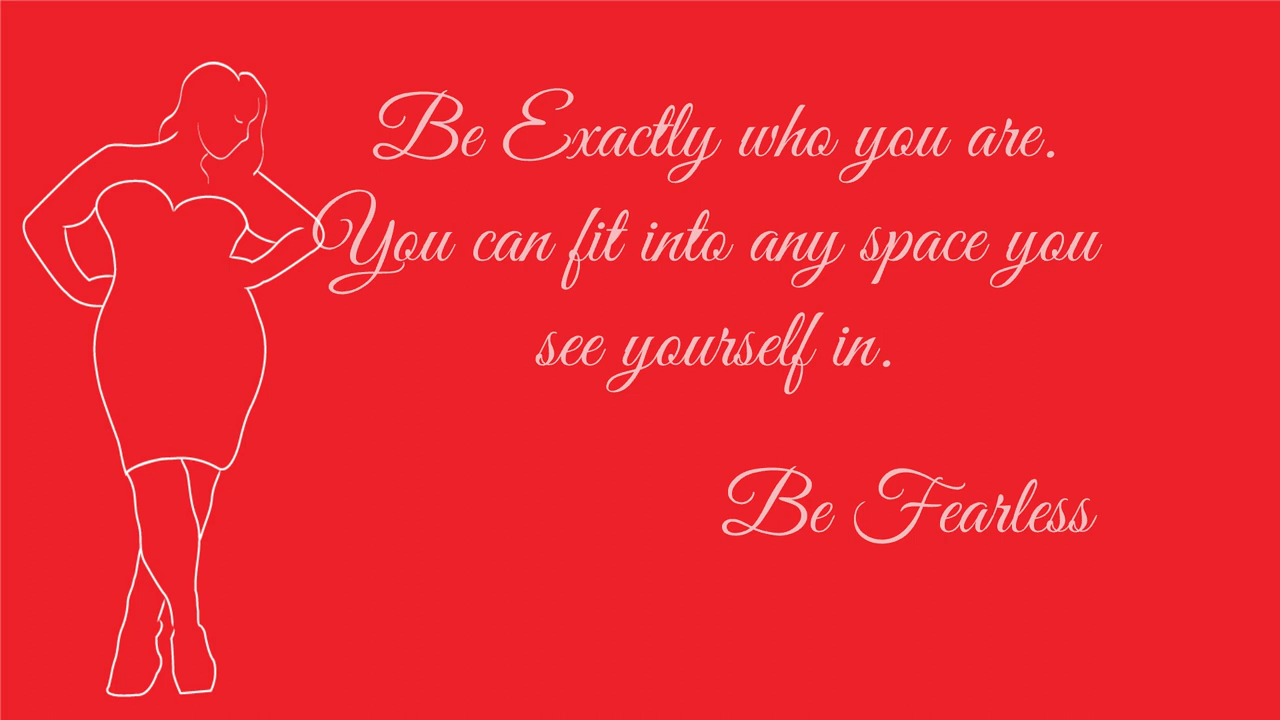 Be Exactly who you are.
You can fit into any space you
see yourself in.
Be Fearless